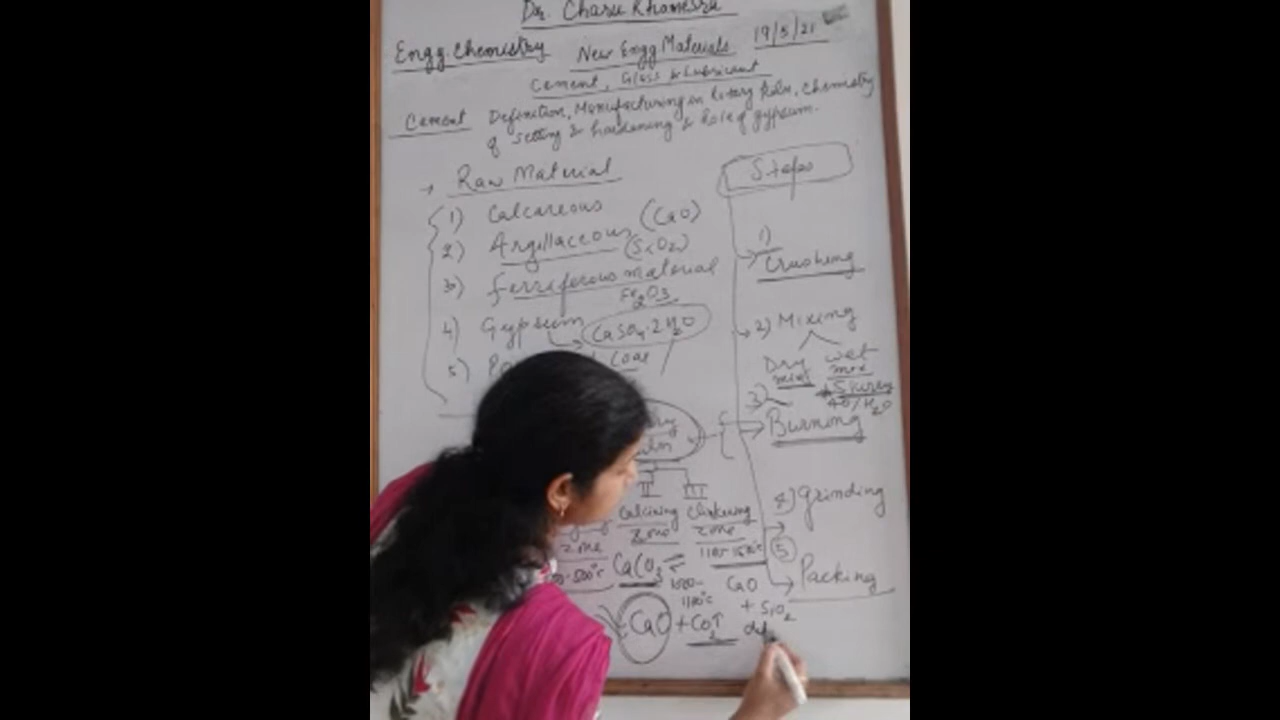 Dr. Charu Khamesra
Engg. Chemistry
New Engg Materials
19/5/21
Cement, Glass & Lubricant
Cement
Definition, Manufacturing in Rotary Kiln, Chemistry
of Setting & hardening & Role of gypsum.
→ Raw Material
1) Calcareous (CaO)
2) Argillaceous (SiO2)
3) Ferriferous material
Fe2O3
4) Gypsum → CaSO4·2H2O
5) Coal
Steps
1) Crushing
2) Mixing
Dry mix
wet mix
Slurry
40/H2O
3) Burning
4) Grinding
5 Packing
II III
Zone
500°c
Calcining
Zone
Clinkering
Zone
CaCO3 ⇌
CaO + CO2↑
1100°c
CaO
+ SiO2